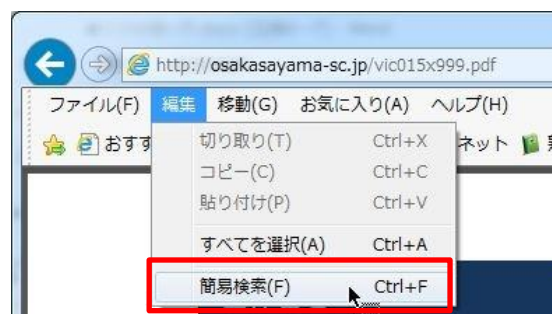 http://osakasayama-sc.jp/vic015x999.pdf
ファイル(F) 編集 移動(G) お気に入り(A) ヘルプ(H)
おすす
ネット
切り取り(T) Ctrl+X
コピー(C) Ctrl+C
貼り付け(P) Ctrl+V
すべてを選択(A) Ctrl+A
簡易検索(F) Ctrl+F